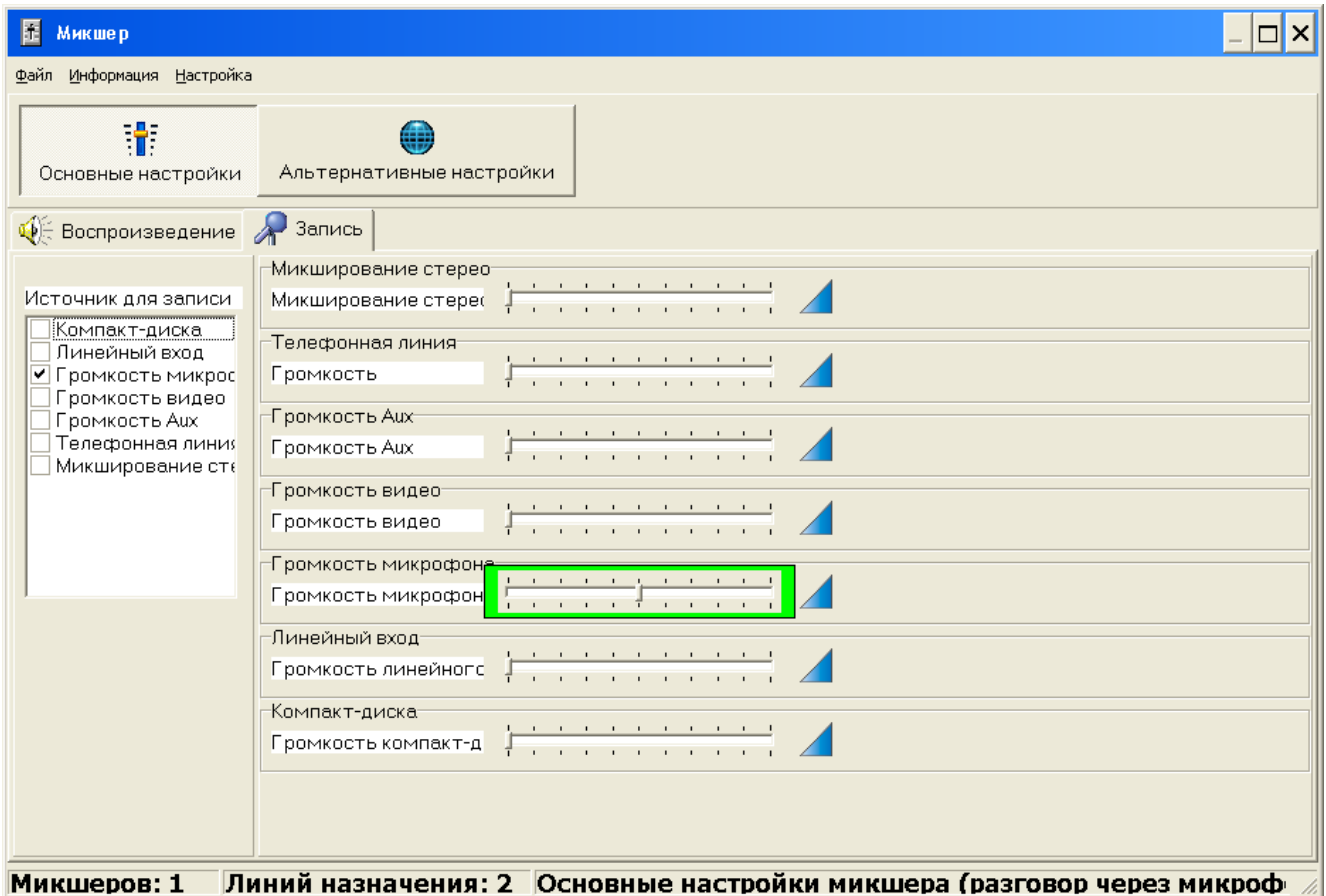 Микшер
Файл Информация Настройка
Основные настройки Альтернативные настройки
Воспроизведение Запись
Источник для записи
Компакт-диска
Линейный вход
Громкость микрос
Громкость видео
Громкость Aux
Телефонная линия
Микширование сте
Микширование стерео
Микширование стерео
Телефонная линия
Громкость
Громкость Aux
Громкость Aux
Громкость видео
Громкость видео
Громкость микрофона
Громкость микрофон
Линейный вход
Громкость линейного
Компакт-диска
Громкость компакт-д
Микшеров: 1 Линий назначения: 2 Основные настройки микшера (разговор через микроф